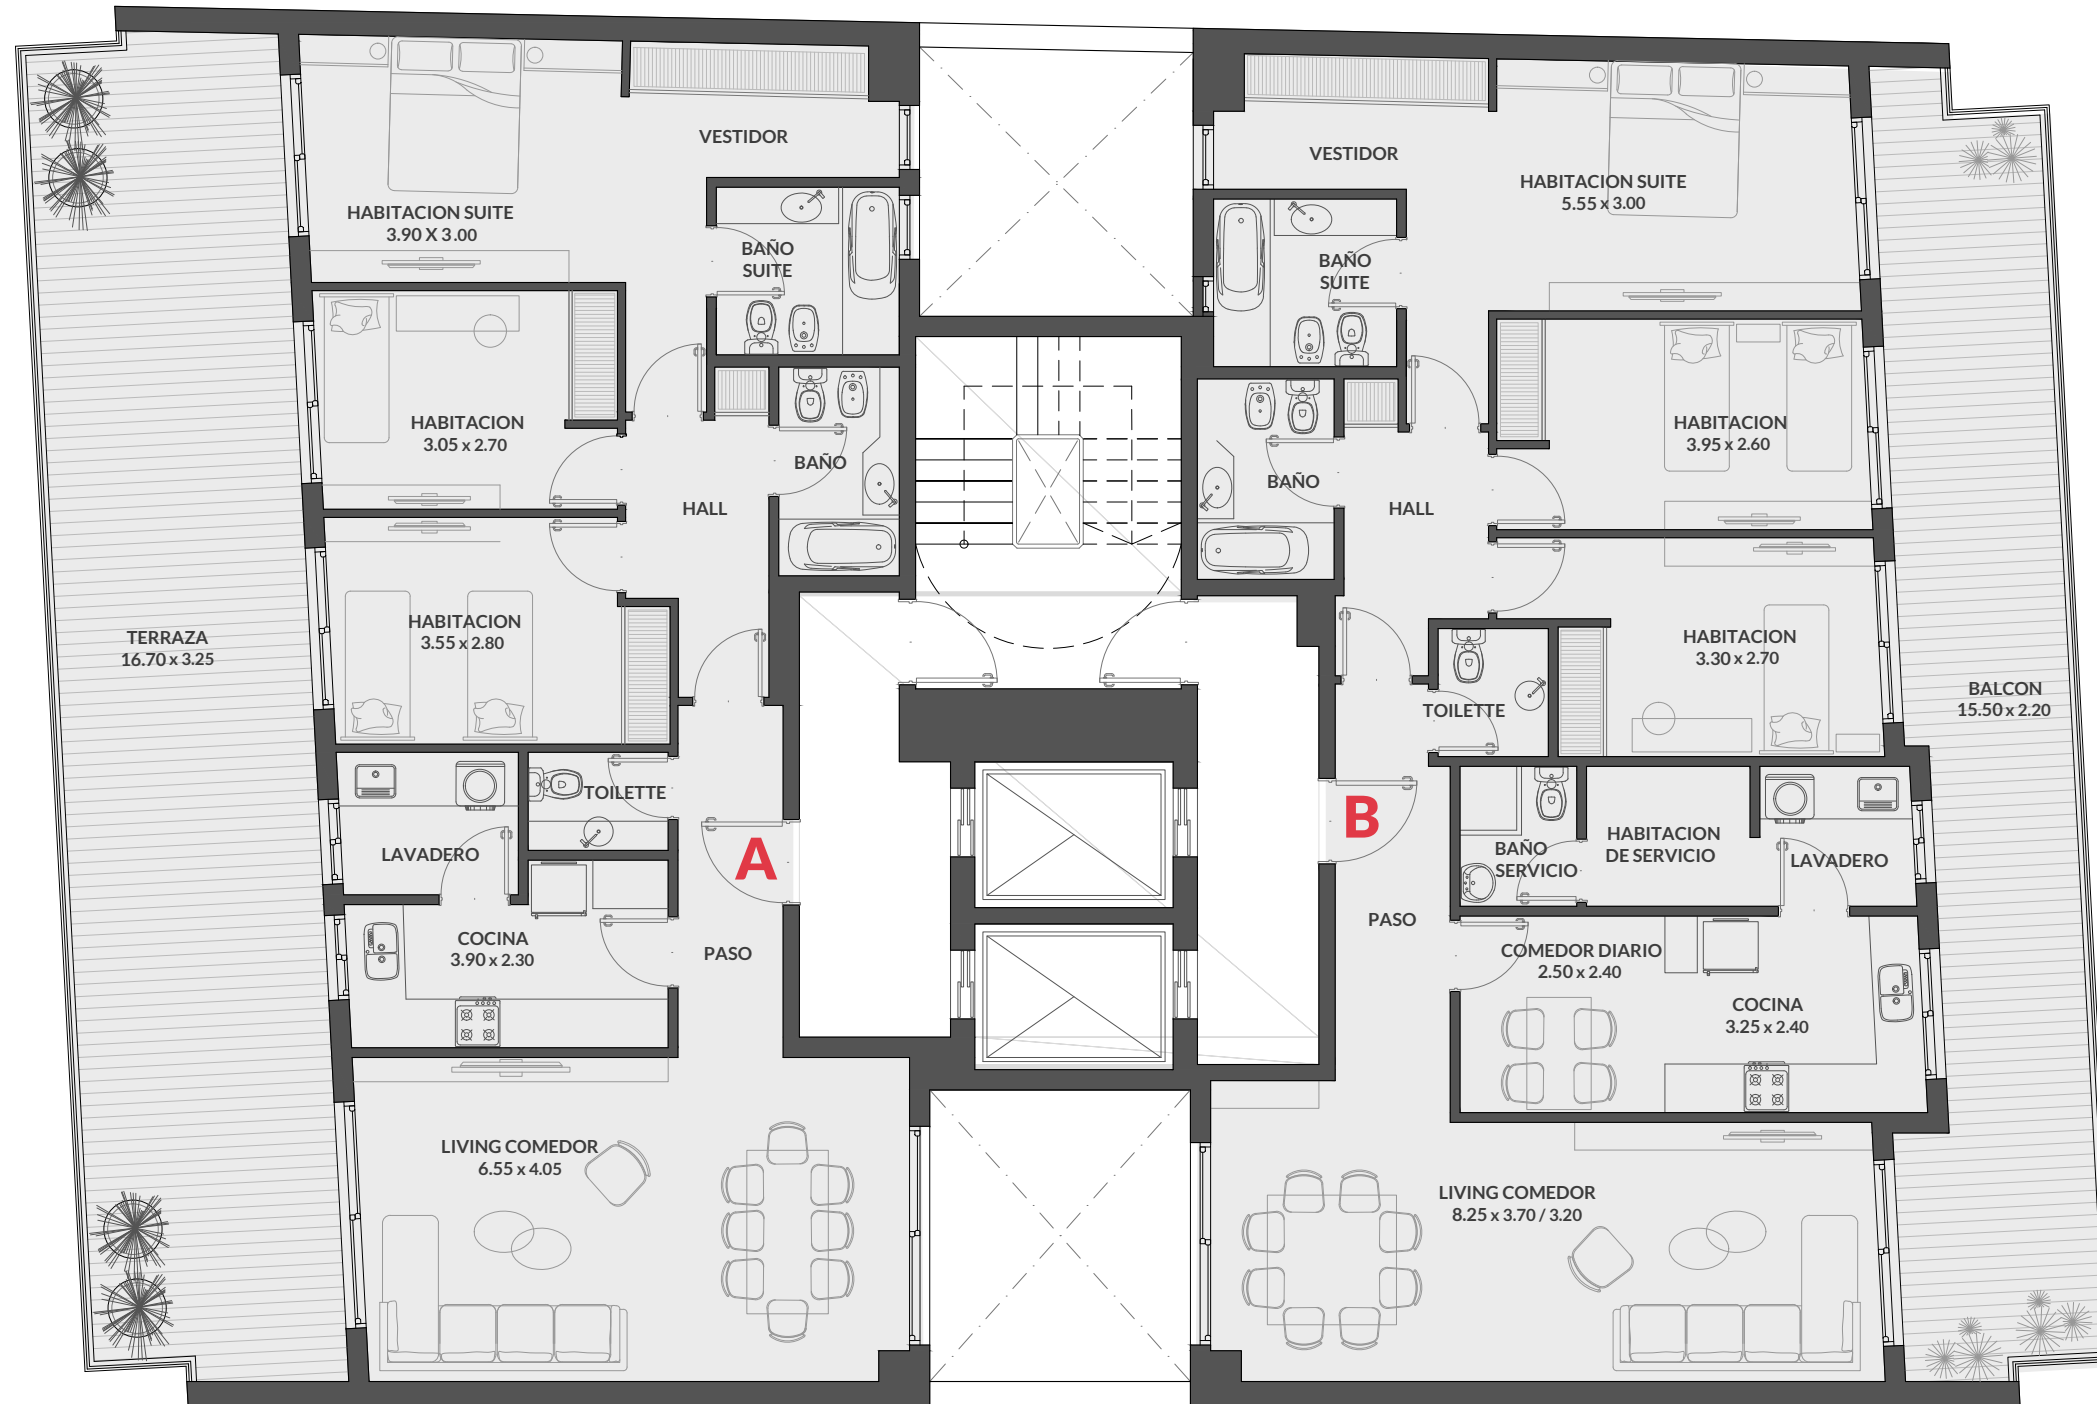 VESTIDOR
HABITACION SUITE
3.90 X 3.00
BAÑO
SUITE
HABITACION
3.05 x 2.70
BAÑO
HALL
HABITACION
3.55 x 2.80
TERRAZA
16.70 x 3.25
TOILETTE
LAVADERO
A
COCINA
3.90 x 2.30
PASO
LIVING COMEDOR
6.55 x 4.05
VESTIDOR
HABITACION SUITE
5.55 x 3.00
BAÑO
SUITE
HABITACION
3.95 x 2.60
BAÑO
HALL
HABITACION
3.30 x 2.70
BALCON
15.50 x 2.20
TOILETTE
B
BAÑO
SERVICIO
HABITACION
DE SERVICIO
LAVADERO
PASO
COMEDOR DIARIO
2.50 x 2.40
COCINA
3.25 x 2.40
LIVING COMEDOR
8.25 x 3.70 / 3.20